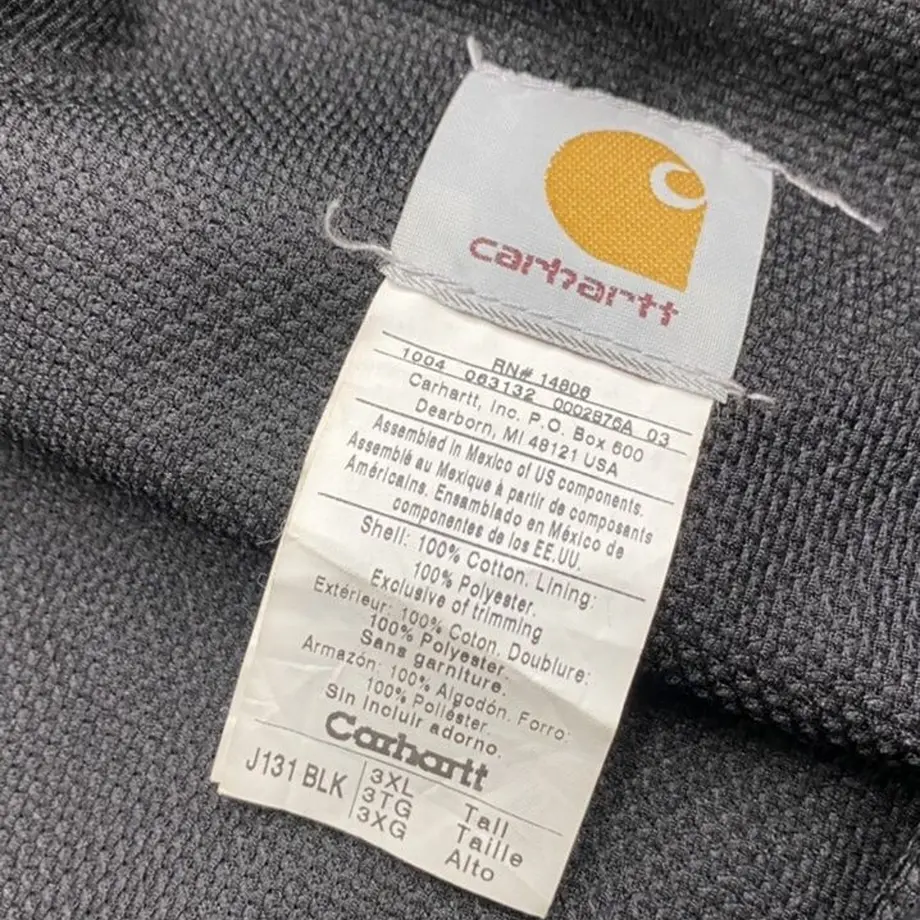 carhartt
RN# 14806
1004 063132 0002876A 03
Carhartt, Inc. P.O. Box 600
Dearborn, MI 48121 USA
Assembled in Mexico of US components.
Assemblé au Mexique à partir de composants
Américains. Ensamblado en México de
componentes de los EE.UU.
Shell: 100% Cotton. Lining:
100% Polyester.
Exclusive of trimming
Extérieur: 100% Coton. Doublure:
100% Polyester.
Sans garniture.
Armazón: 100% Algodón. Forro:
100% Poliéster.
Sin incluir adorno.
Carhartt
J131 BLK 3XL Tall
3TG Taille
3XG Alto